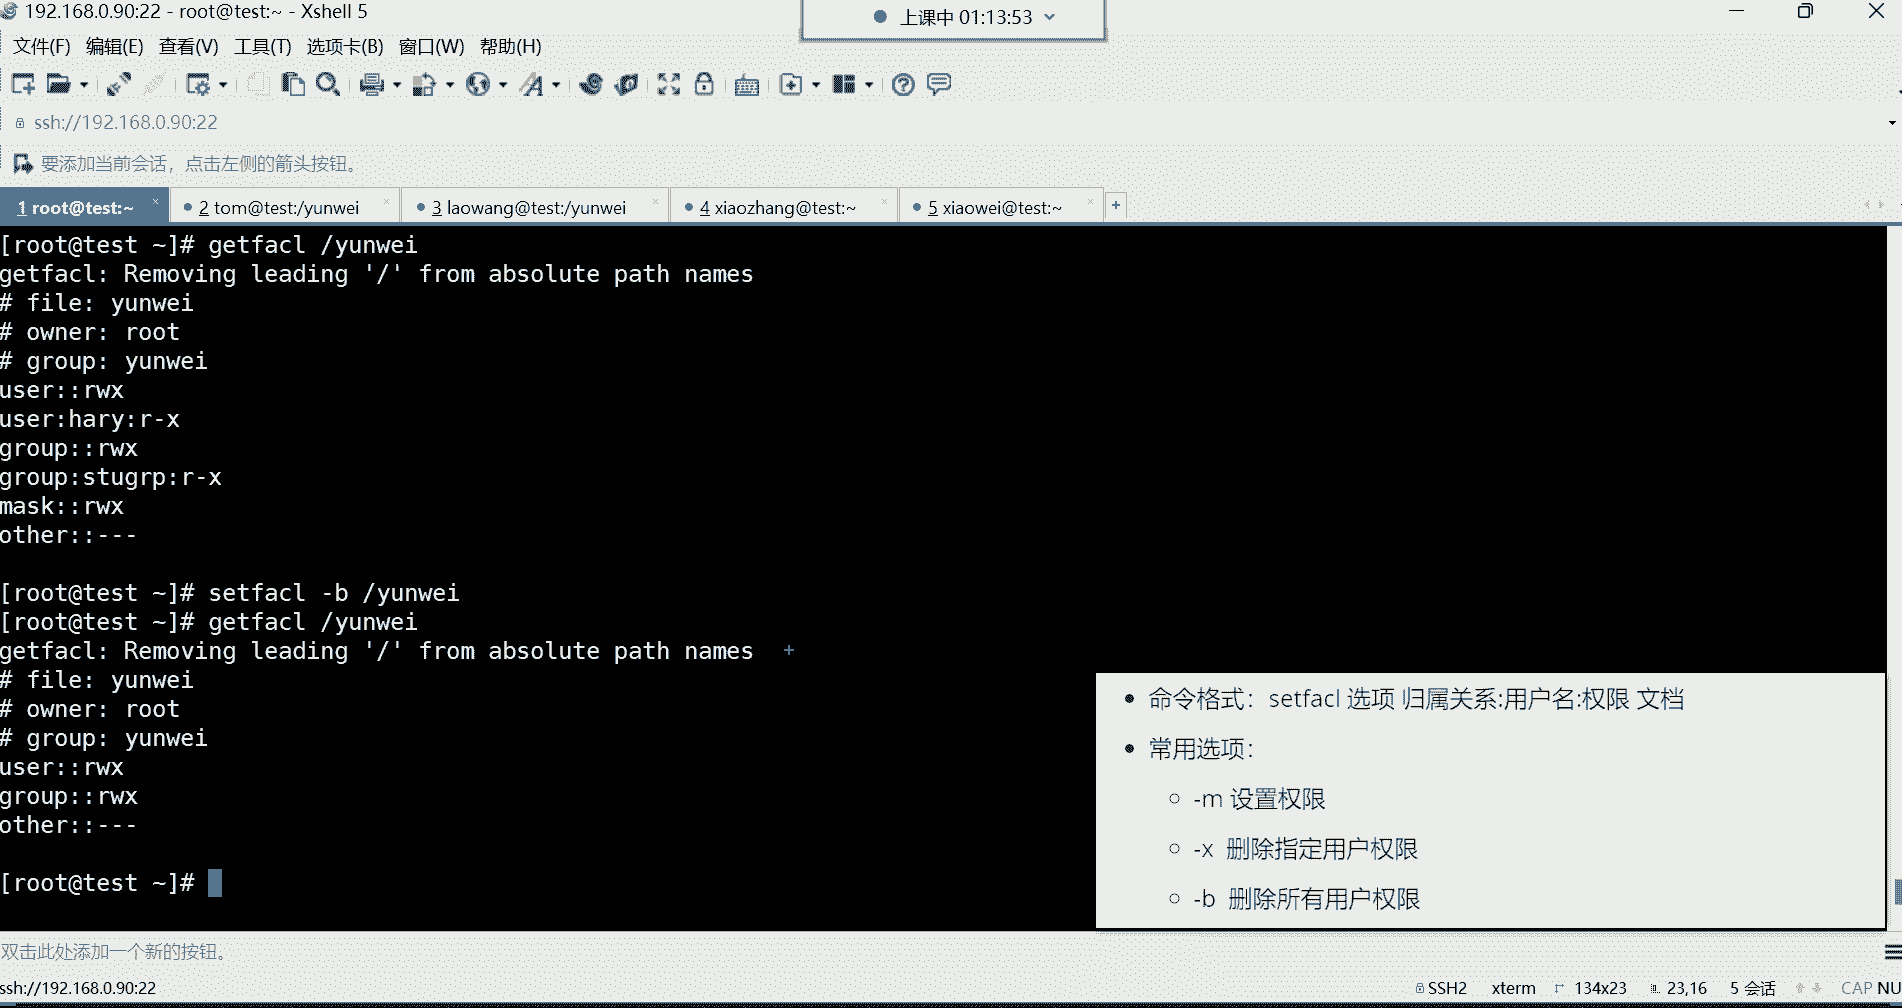 192.168.0.90:22 - root@test:~ - Xshell 5
上课中 01:13:53
文件(F) 编辑(E) 查看(V) 工具(T) 选项卡(B) 窗口(W) 帮助(H)
ssh://192.168.0.90:22
要添加当前会话，点击左侧的箭头按钮。
1 root@test:~ 2 tom@test:/yunwei 3 laowang@test:/yunwei 4 xiaozhang@test:~ 5 xiaowei@test:~
[root@test ~]# getfacl /yunwei
getfacl: Removing leading '/' from absolute path names
# file: yunwei
# owner: root
# group: yunwei
user::rwx
user:hary:r-x
group::rwx
group:stugrp:r-x
mask::rwx
other::---
[root@test ~]# setfacl -b /yunwei
[root@test ~]# getfacl /yunwei
getfacl: Removing leading '/' from absolute path names
# file: yunwei
# owner: root
# group: yunwei
user::rwx
group::rwx
other::---
[root@test ~]#
命令格式：setfacl 选项 归属关系:用户名:权限 文档
常用选项：
-m 设置权限
-x 删除指定用户权限
-b 删除所有用户权限
双击此处添加一个新的按钮。
ssh://192.168.0.90:22 SSH2 xterm 134x23 23,16 5 会话 CAP NU